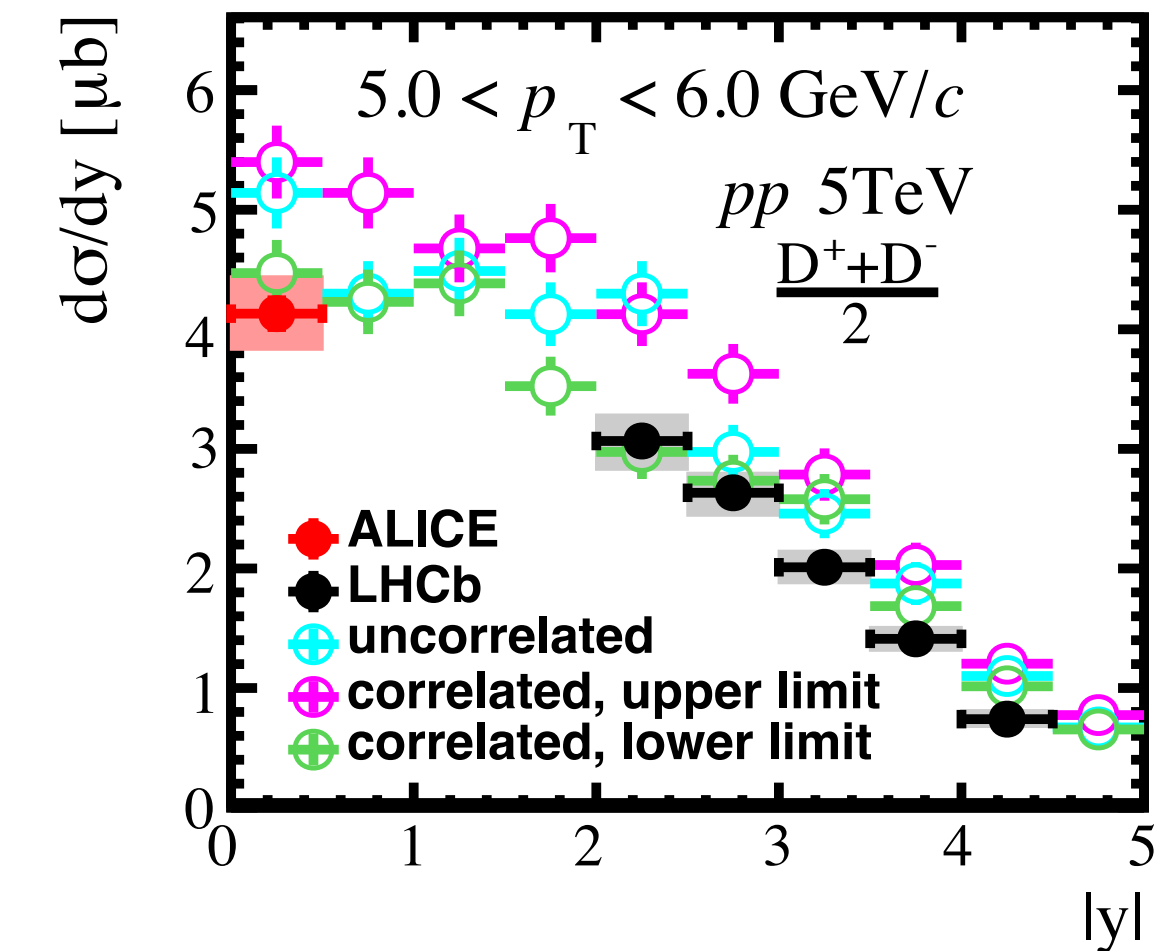 dσ/dy [μb]
6
5
4
3
2
1
0
5.0 < p_T < 6.0 GeV/c
pp 5TeV
D⁺+D⁻
2
ALICE
LHCb
uncorrelated
correlated, upper limit
correlated, lower limit
0 1 2 3 4 5
|y|